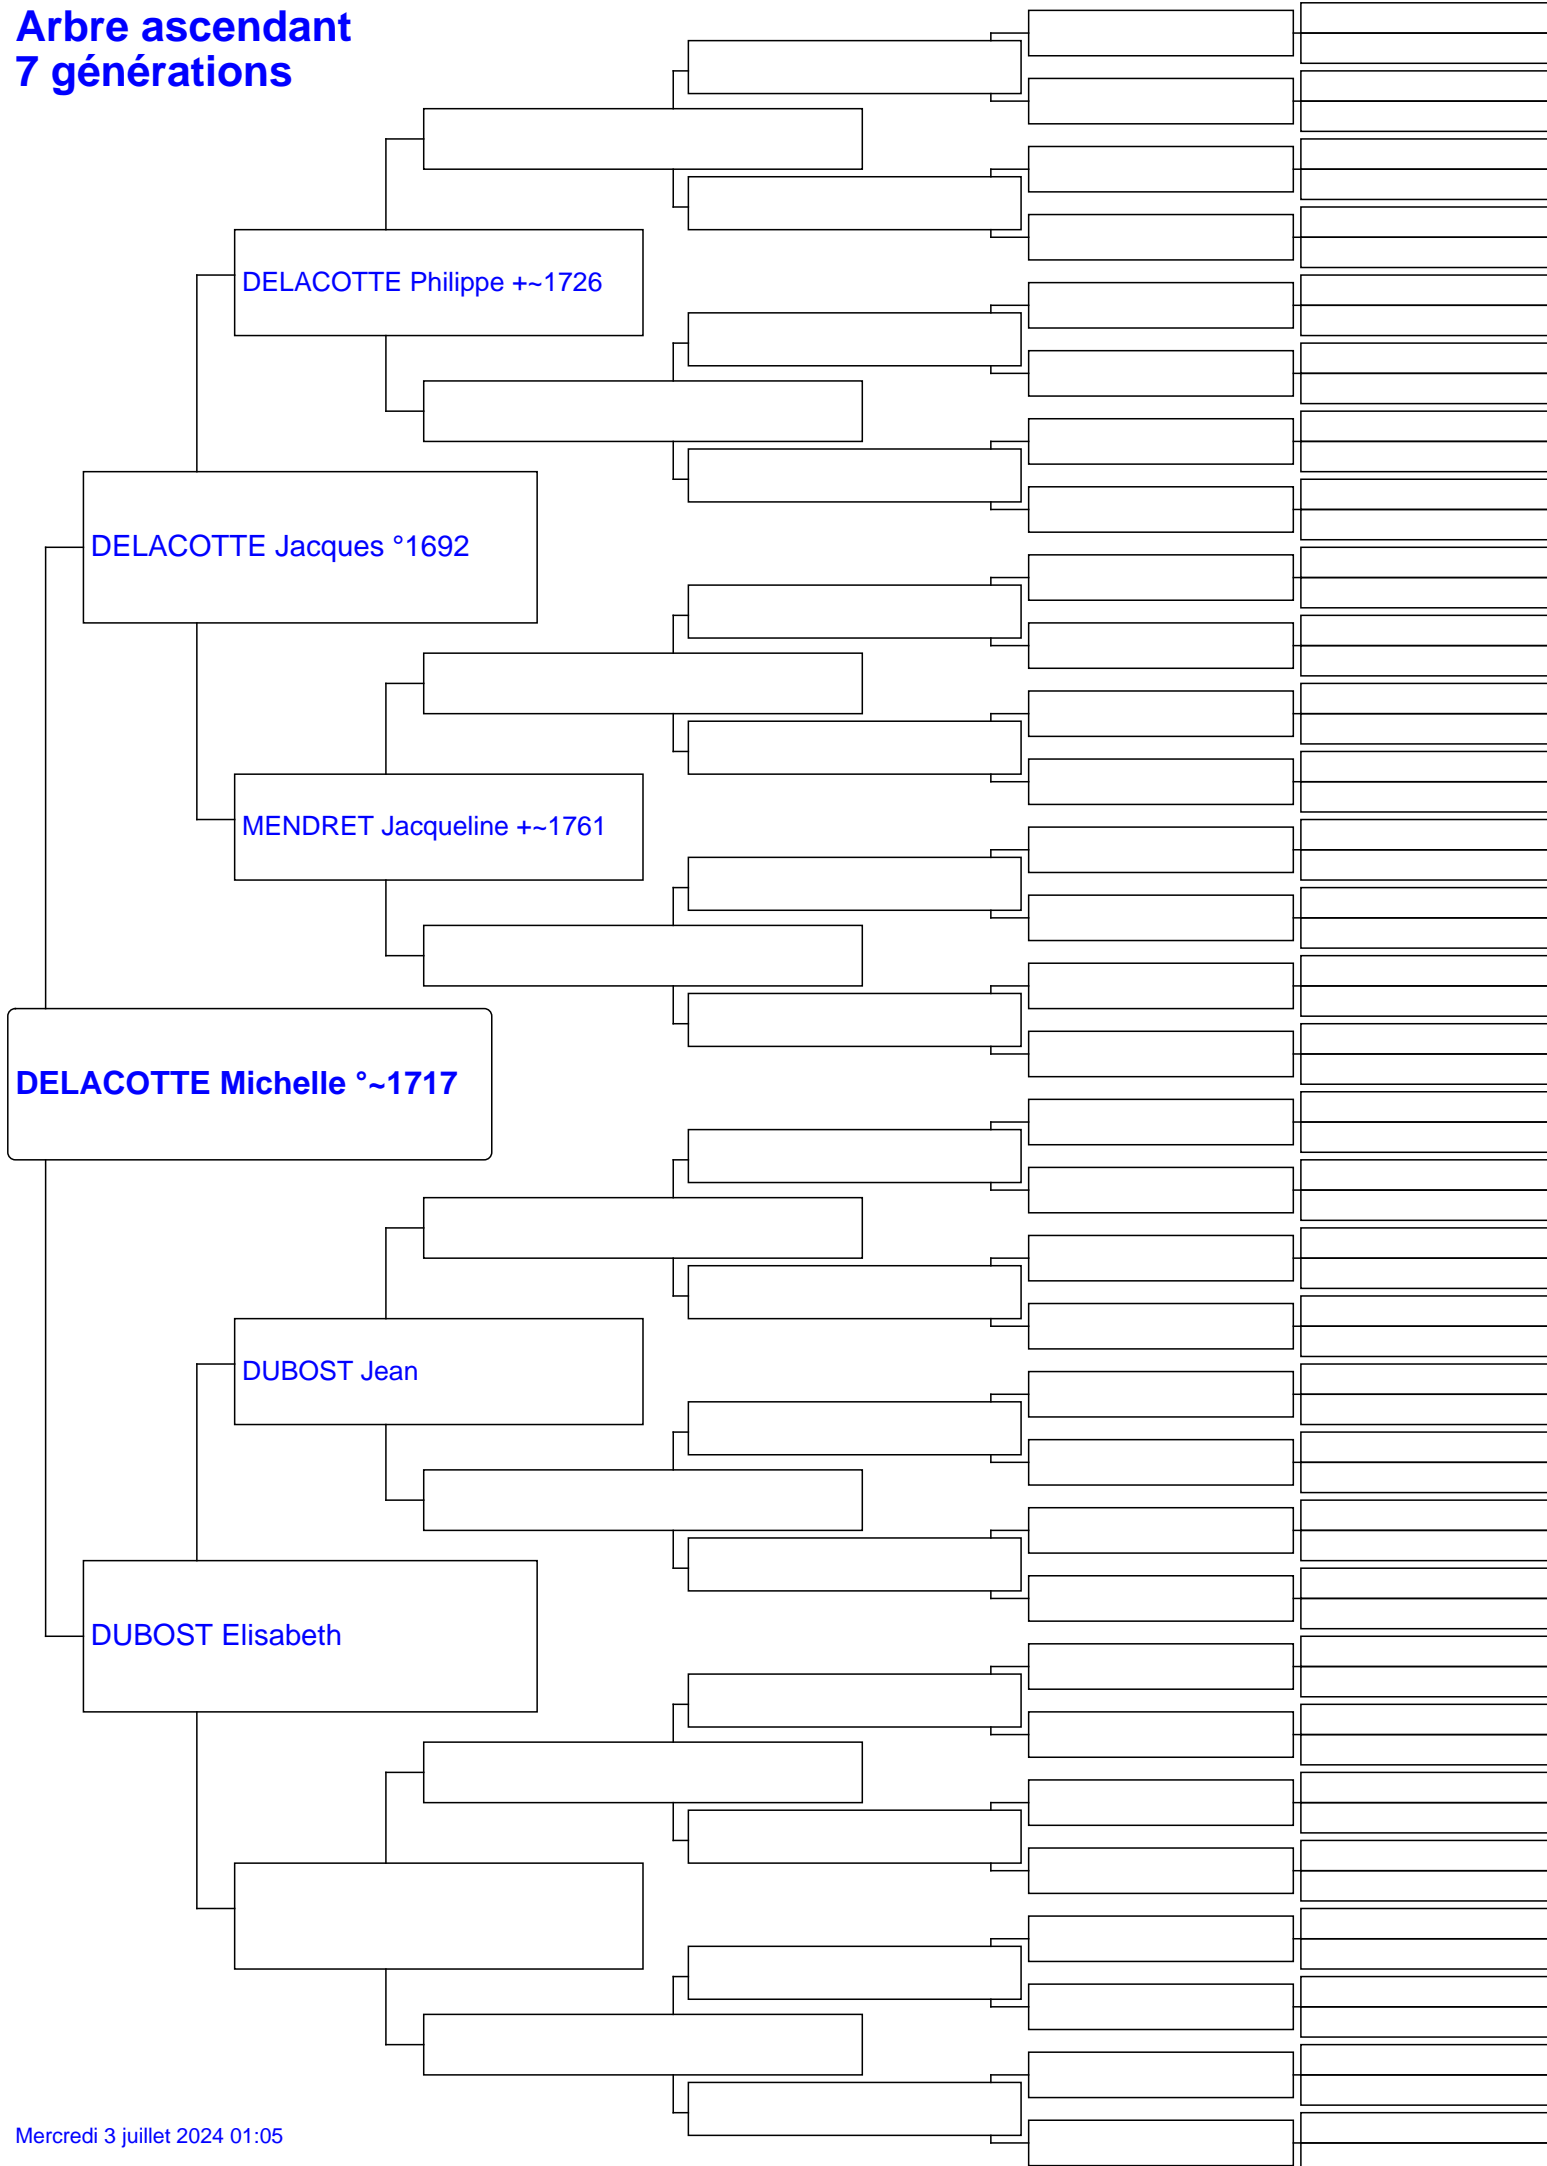 Arbre ascendant
7 générations
DELACOTTE Philippe +~1726
DELACOTTE Jacques °1692
MENDRET Jacqueline +~1761
DELACOTTE Michelle °~1717
DUBOST Jean
DUBOST Elisabeth
Mercredi 3 juillet 2024 01:05